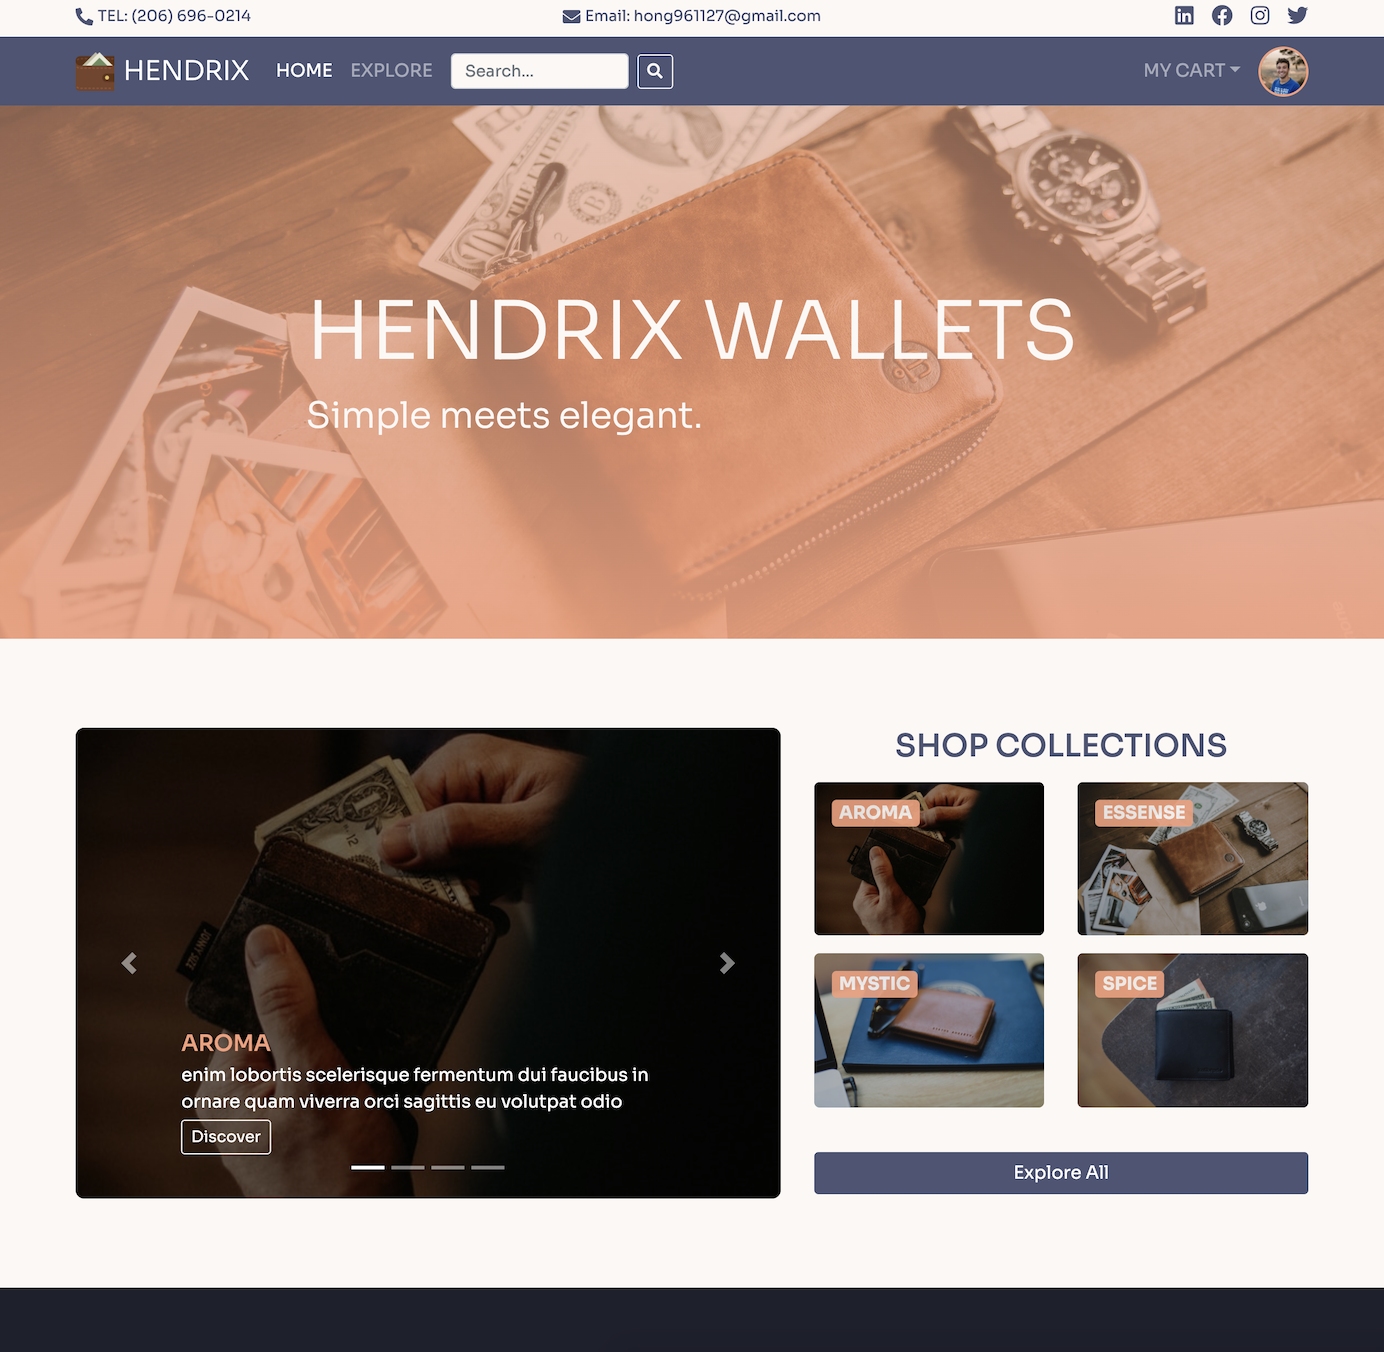 TEL: (206) 696-0214
Email: hong961127@gmail.com
HENDRIX
HOME
EXPLORE
Search...
MY CART
HENDRIX WALLETS
Simple meets elegant.
SHOP COLLECTIONS
AROMA
ESSENSE
MYSTIC
SPICE
AROMA
enim lobortis scelerisque fermentum dui faucibus in
ornare quam viverra orci sagittis eu volutpat odio
Discover
Explore All